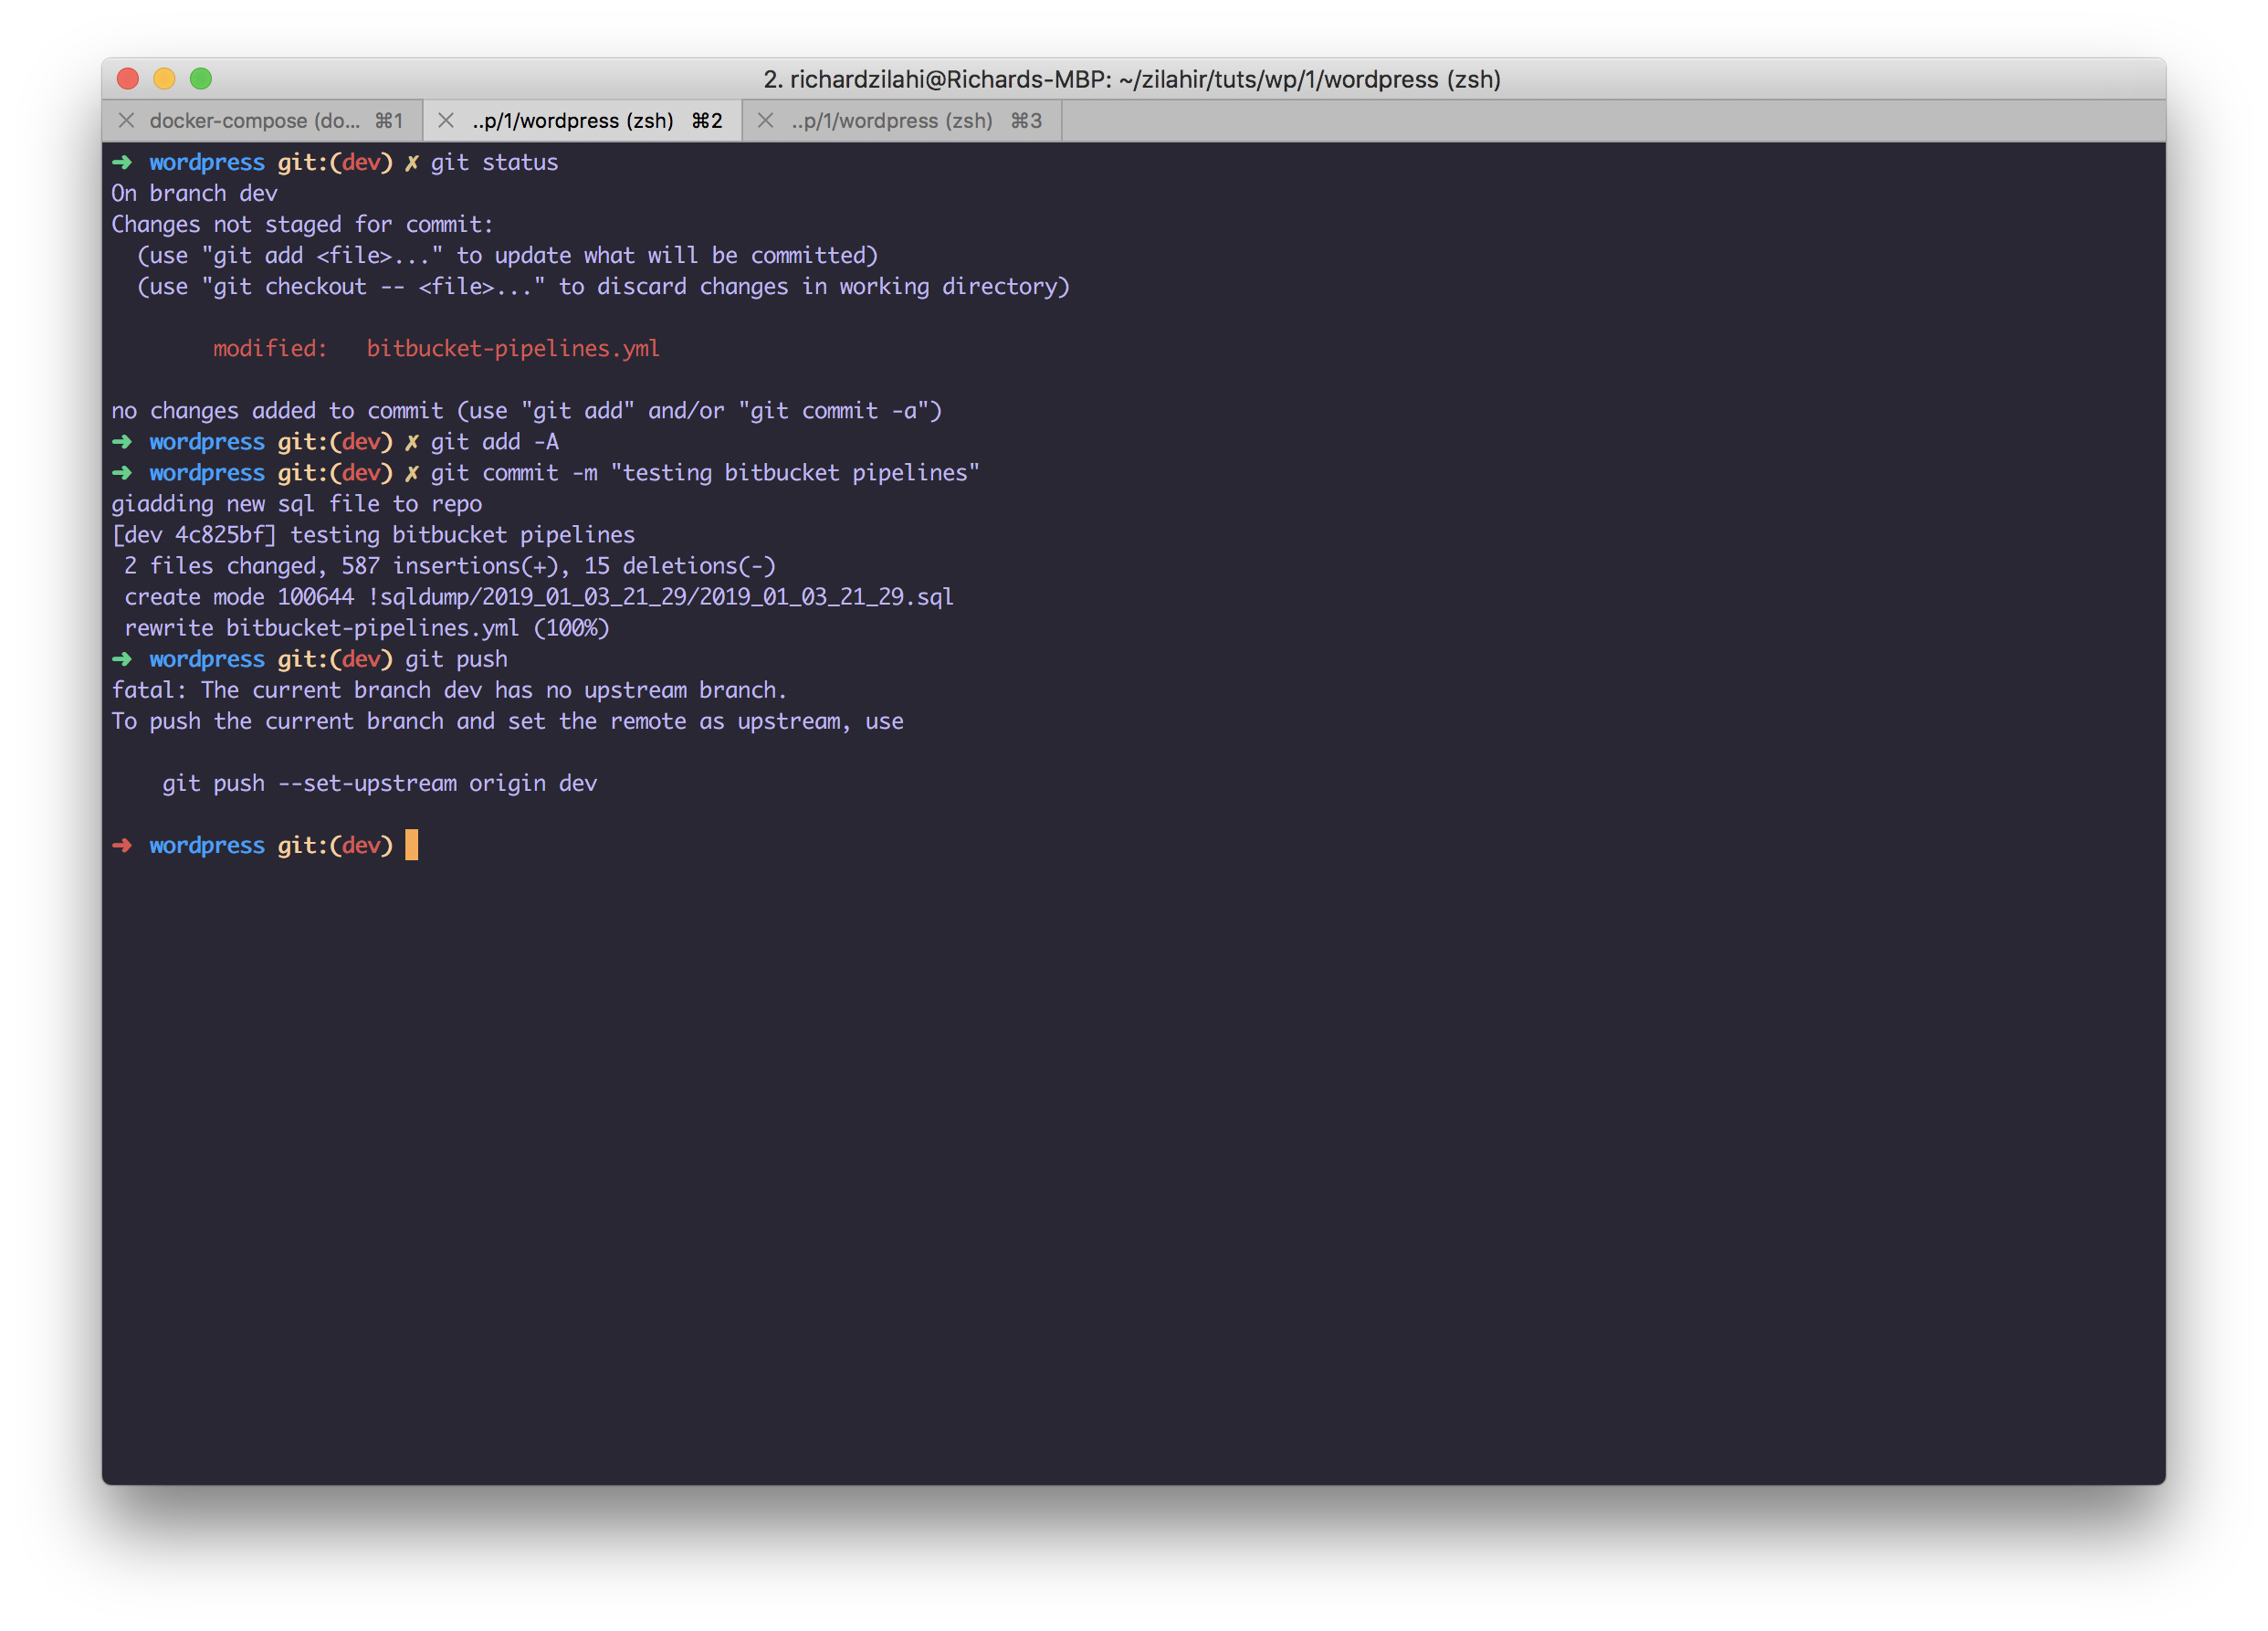 2. richardzilahi@Richards-MBP: ~/zilahir/tuts/wp/1/wordpress (zsh)
docker-compose (do... ⌘1 ..p/1/wordpress (zsh) ⌘2 ..p/1/wordpress (zsh) ⌘3
➜ wordpress git:(dev) ✗ git status
On branch dev
Changes not staged for commit:
  (use "git add <file>..." to update what will be committed)
  (use "git checkout -- <file>..." to discard changes in working directory)
        modified:   bitbucket-pipelines.yml
no changes added to commit (use "git add" and/or "git commit -a")
➜ wordpress git:(dev) ✗ git add -A
➜ wordpress git:(dev) ✗ git commit -m "testing bitbucket pipelines"
giadding new sql file to repo
[dev 4c825bf] testing bitbucket pipelines
 2 files changed, 587 insertions(+), 15 deletions(-)
 create mode 100644 !sqldump/2019_01_03_21_29/2019_01_03_21_29.sql
 rewrite bitbucket-pipelines.yml (100%)
➜ wordpress git:(dev) git push
fatal: The current branch dev has no upstream branch.
To push the current branch and set the remote as upstream, use
    git push --set-upstream origin dev
➜ wordpress git:(dev)